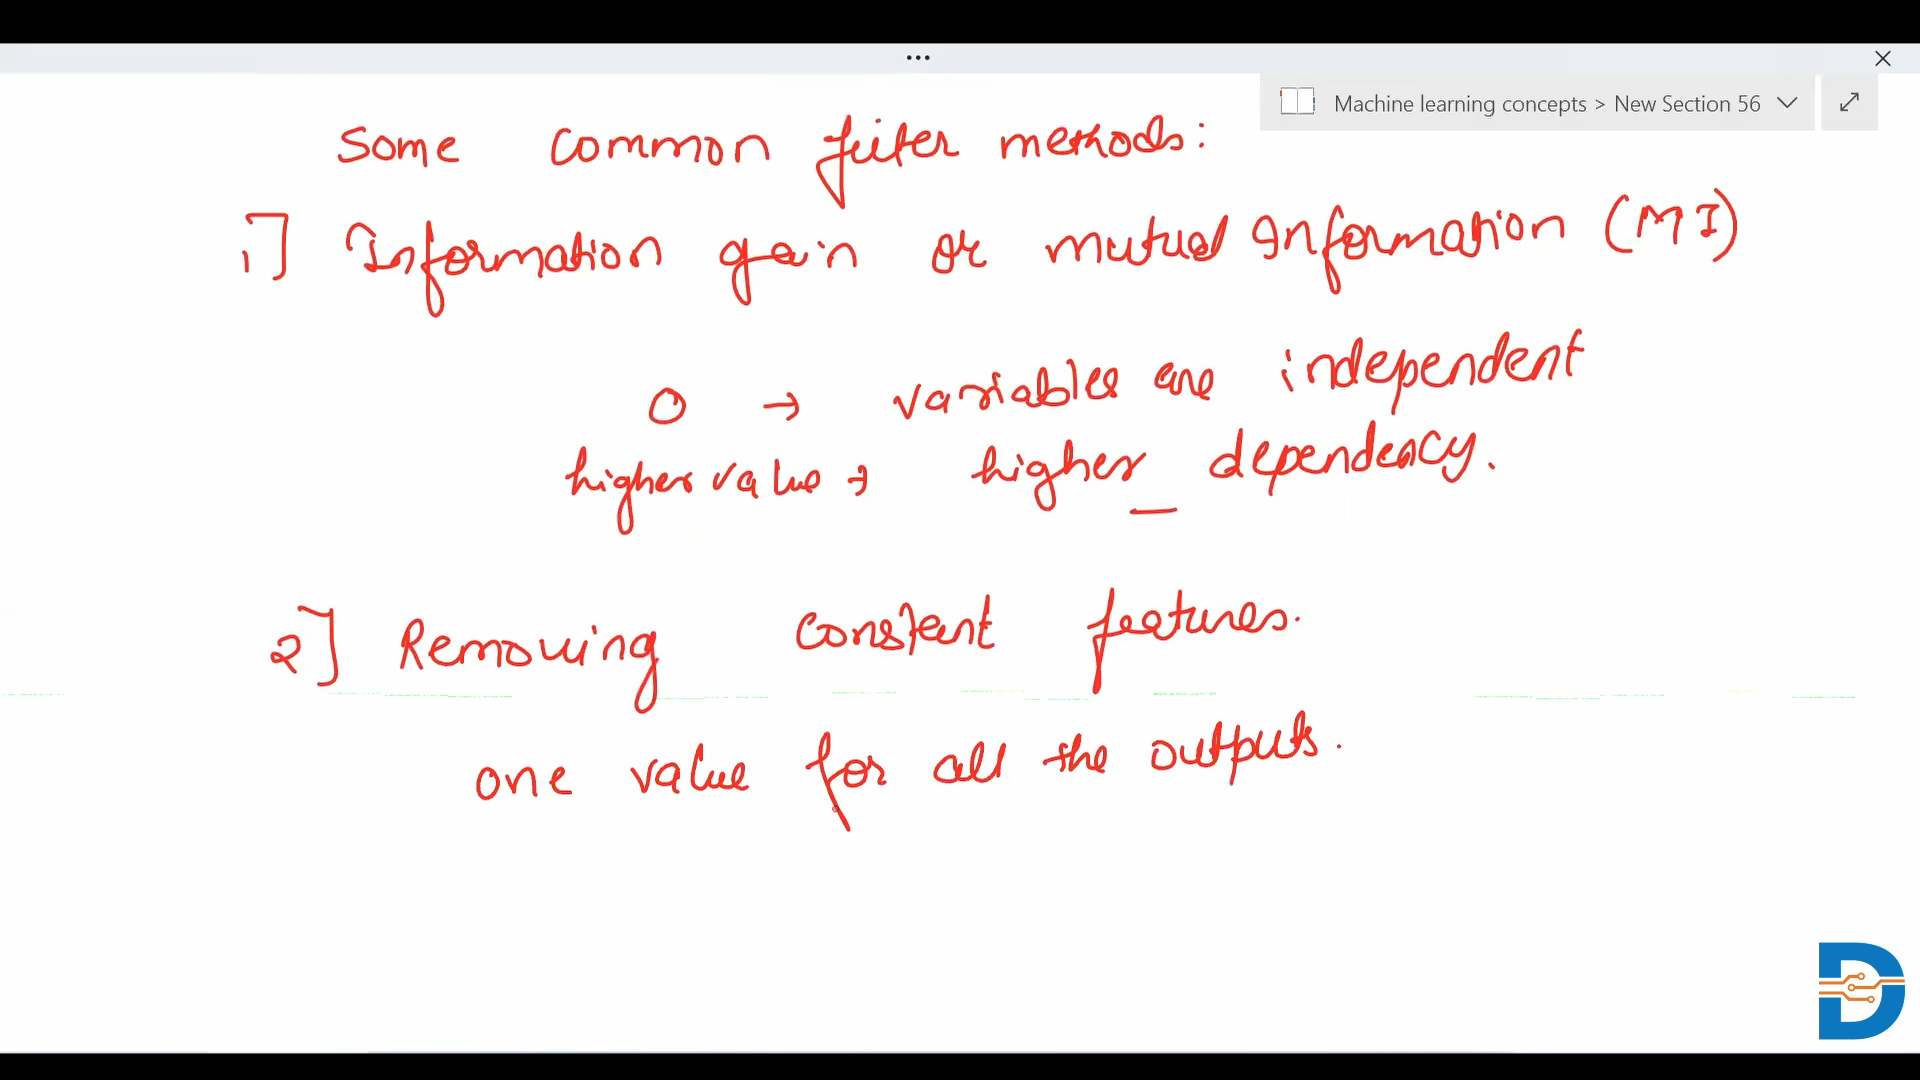 Machine learning concepts > New Section 56
Some common filter methods:
1] Information gain or mutual Information (MI)
0 → variables are independent
higher value → higher dependency.
2] Removing constant features.
one value for all the outputs.